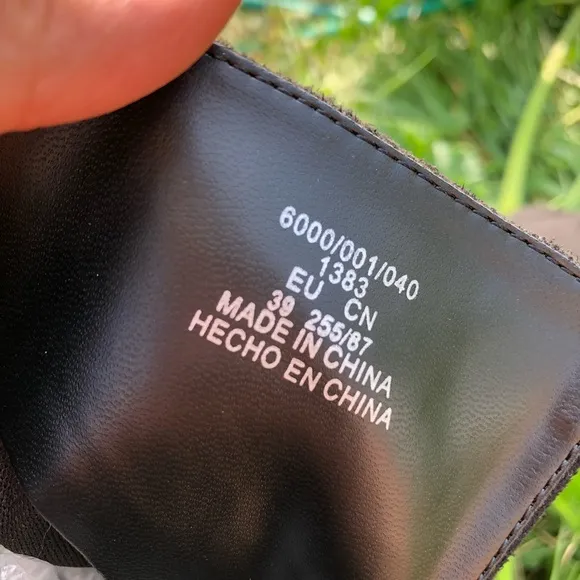 6000/001/040
1383
EU CN
39 255/87
MADE IN CHINA
HECHO EN CHINA